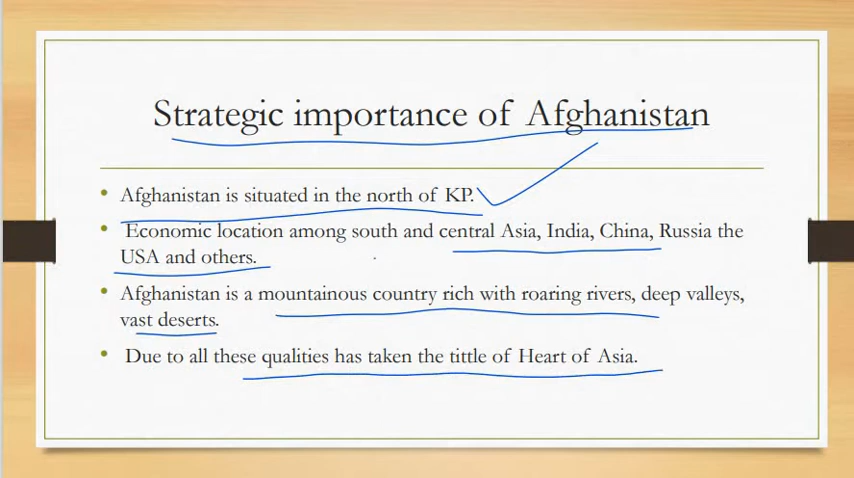 Strategic importance of Afghanistan
• Afghanistan is situated in the north of KP.
• Economic location among south and central Asia, India, China, Russia the
USA and others.
• Afghanistan is a mountainous country rich with roaring rivers, deep valleys,
vast deserts.
• Due to all these qualities has taken the tittle of Heart of Asia.